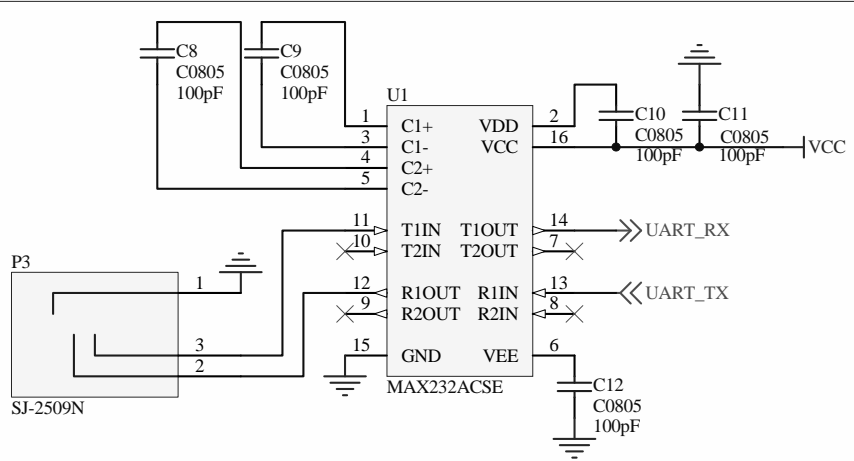 C8
C0805
100pF
C9
C0805
100pF
U1
1
3
4
5
C1+
C1-
C2+
C2-
VDD
VCC
2
16
C10
C0805
100pF
C11
C0805
100pF
VCC
11
10
T1IN
T2IN
T1OUT
T2OUT
14
7
UART_RX
12
9
R1OUT
R2OUT
R1IN
R2IN
13
8
UART_TX
15
GND
VEE
6
MAX232ACSE
C12
C0805
100pF
P3
1
3
2
SJ-2509N